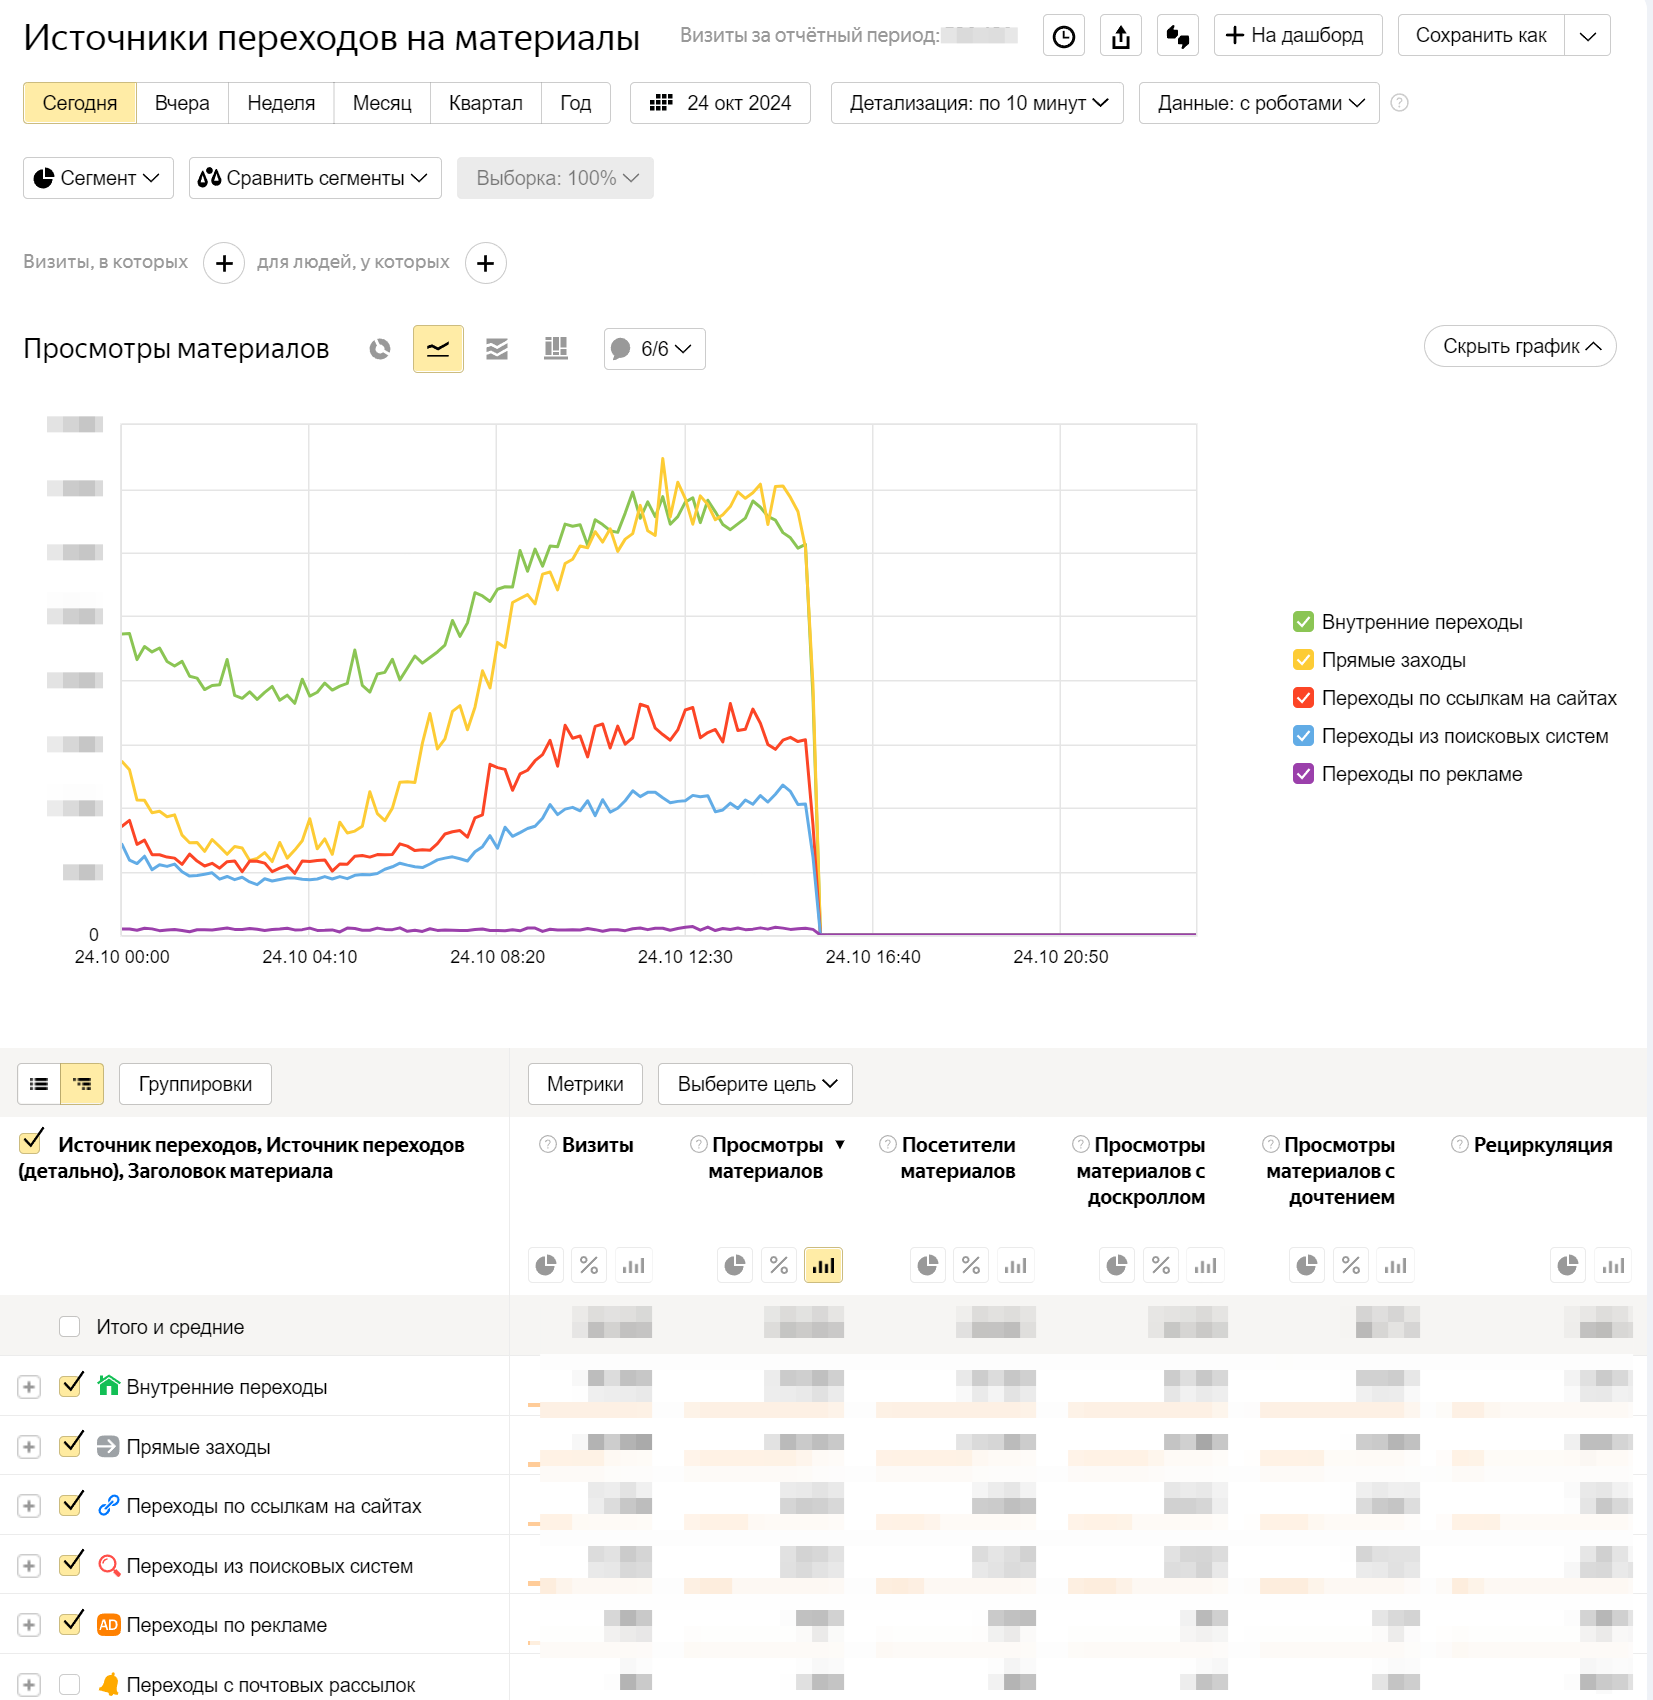 Источники переходов на материалы
Визиты за отчётный период:
На дашборд
Сохранить как
Сегодня
Вчера
Неделя
Месяц
Квартал
Год
24 окт 2024
Детализация: по 10 минут
Данные: с роботами
?
Сегмент
Сравнить сегменты
Выборка: 100%
Визиты, в которых
для людей, у которых
Просмотры материалов
6/6
Скрыть график
Внутренние переходы
Прямые заходы
Переходы по ссылкам на сайтах
Переходы из поисковых систем
Переходы по рекламе
0
24.10 00:00
24.10 04:10
24.10 08:20
24.10 12:30
24.10 16:40
24.10 20:50
Группировки
Метрики
Выберите цель
Источник переходов, Источник переходов
(детально), Заголовок материала
? Визиты
? Просмотры ▼
материалов
? Посетители
материалов
? Просмотры
материалов с
доскроллом
? Просмотры
материалов с
дочтением
? Рециркуляция
%
%
%
%
%
Итого и средние
Внутренние переходы
Прямые заходы
Переходы по ссылкам на сайтах
Переходы из поисковых систем
AD Переходы по рекламе
Переходы с почтовых рассылок